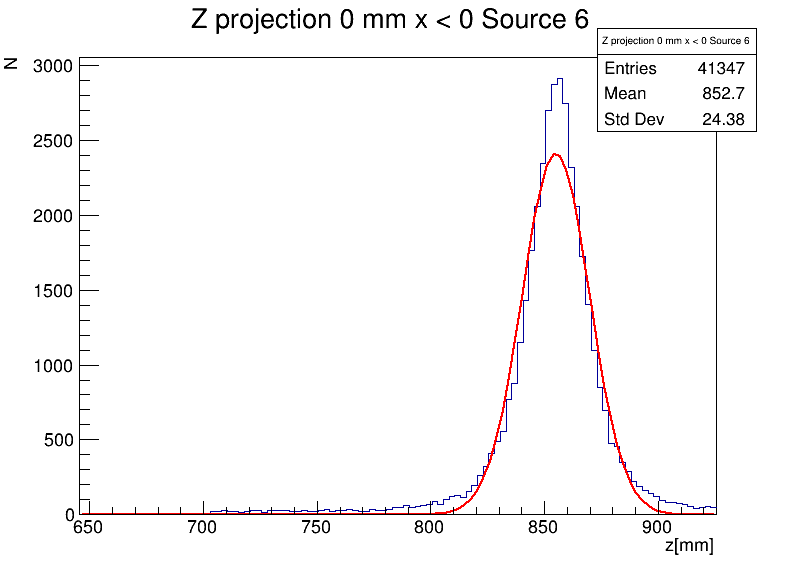 Z projection 0 mm x < 0 Source 6
Z projection 0 mm x < 0 Source 6
Entries 41347
Mean 852.7
Std Dev 24.38
N
3000
2500
2000
1500
1000
500
0
650 700 750 800 850 900
z[mm]